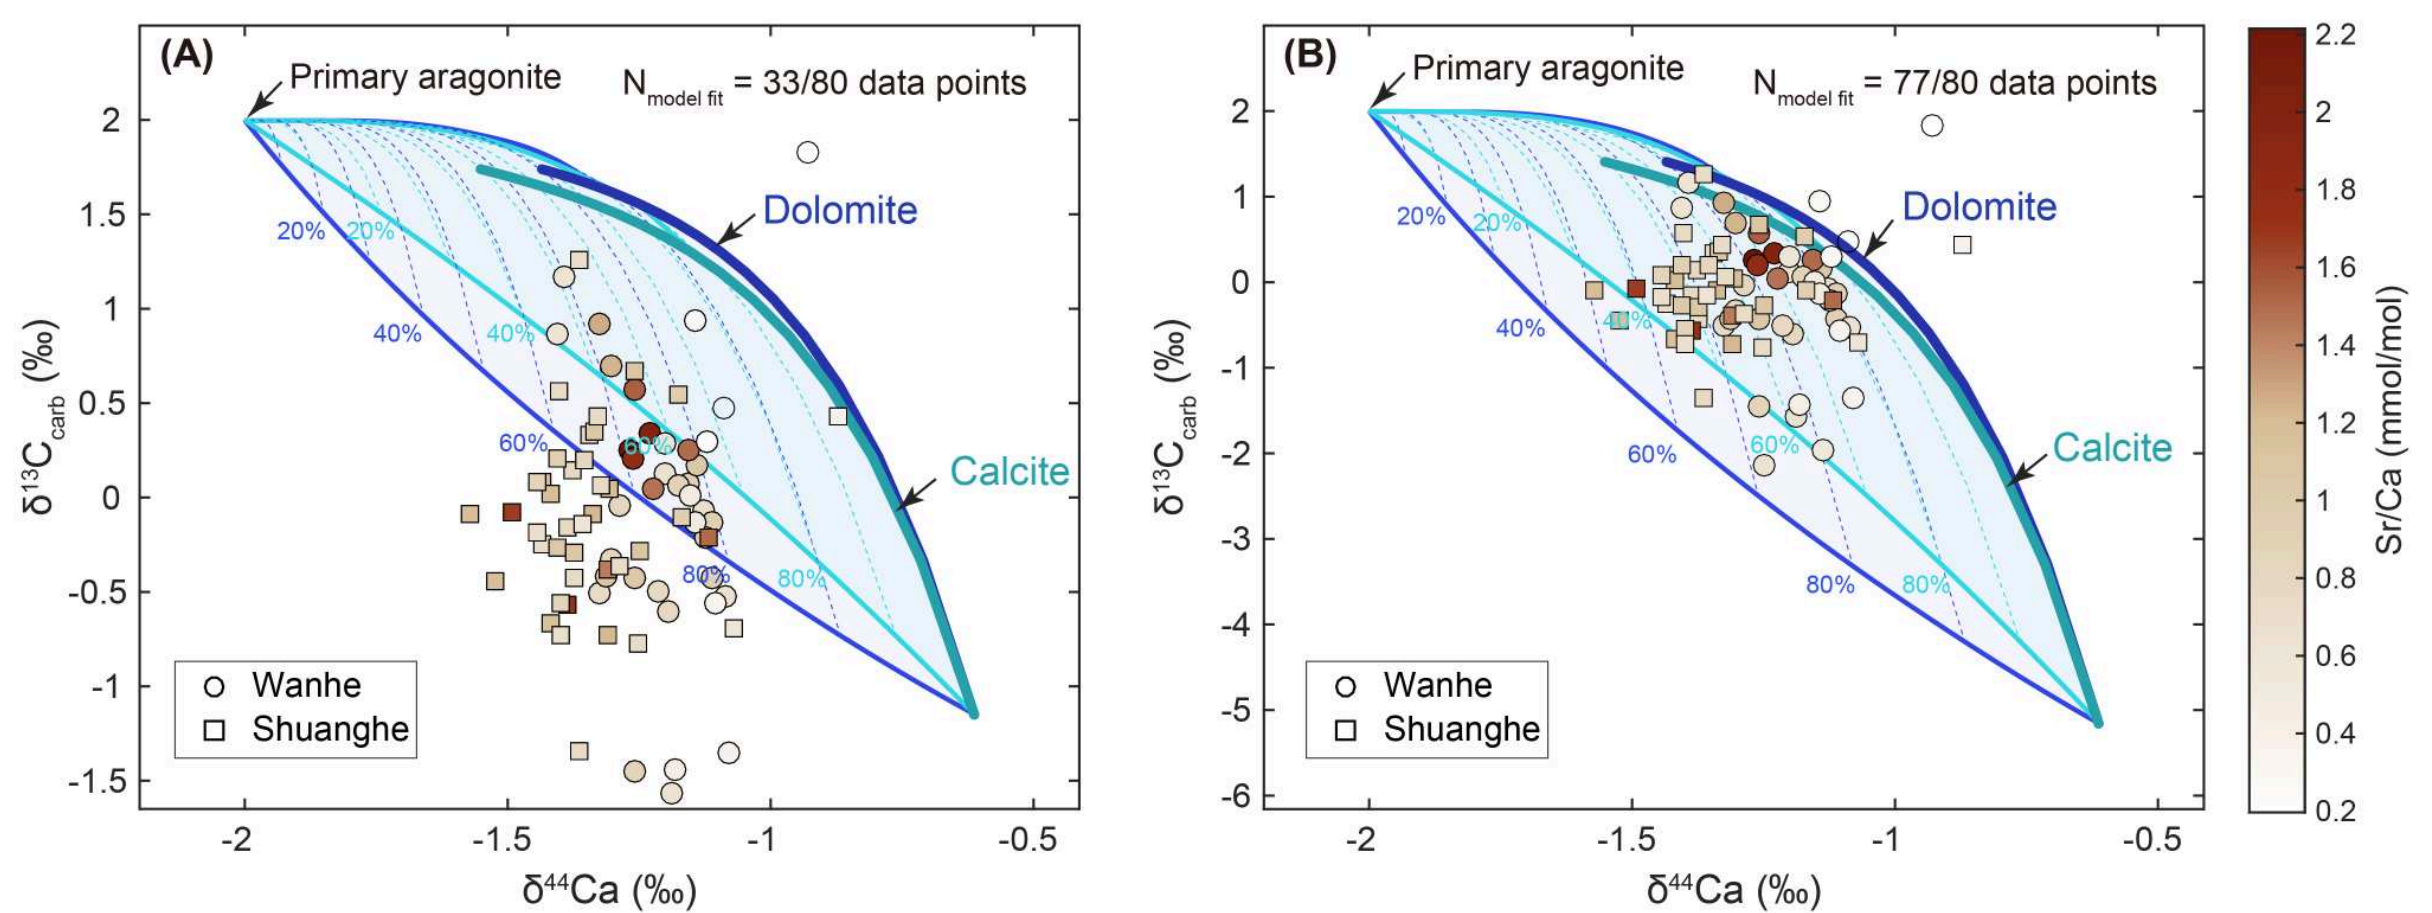 (A)
Primary aragonite
N model fit = 33/80 data points
Dolomite
Calcite
20%
20%
40%
40%
60%
60%
80%
80%
Wanhe
Shuanghe
2
1.5
1
0.5
0
-0.5
-1
-1.5
δ¹³Ccarb (‰)
-2
-1.5
-1
-0.5
δ⁴⁴Ca (‰)
(B)
Primary aragonite
N model fit = 77/80 data points
Dolomite
Calcite
20%
20%
40%
40%
60%
60%
80%
80%
Wanhe
Shuanghe
2
1
0
-1
-2
-3
-4
-5
-6
δ¹³Ccarb (‰)
-2
-1.5
-1
-0.5
δ⁴⁴Ca (‰)
2.2
2
1.8
1.6
1.4
1.2
1
0.8
0.6
0.4
0.2
Sr/Ca (mmol/mol)